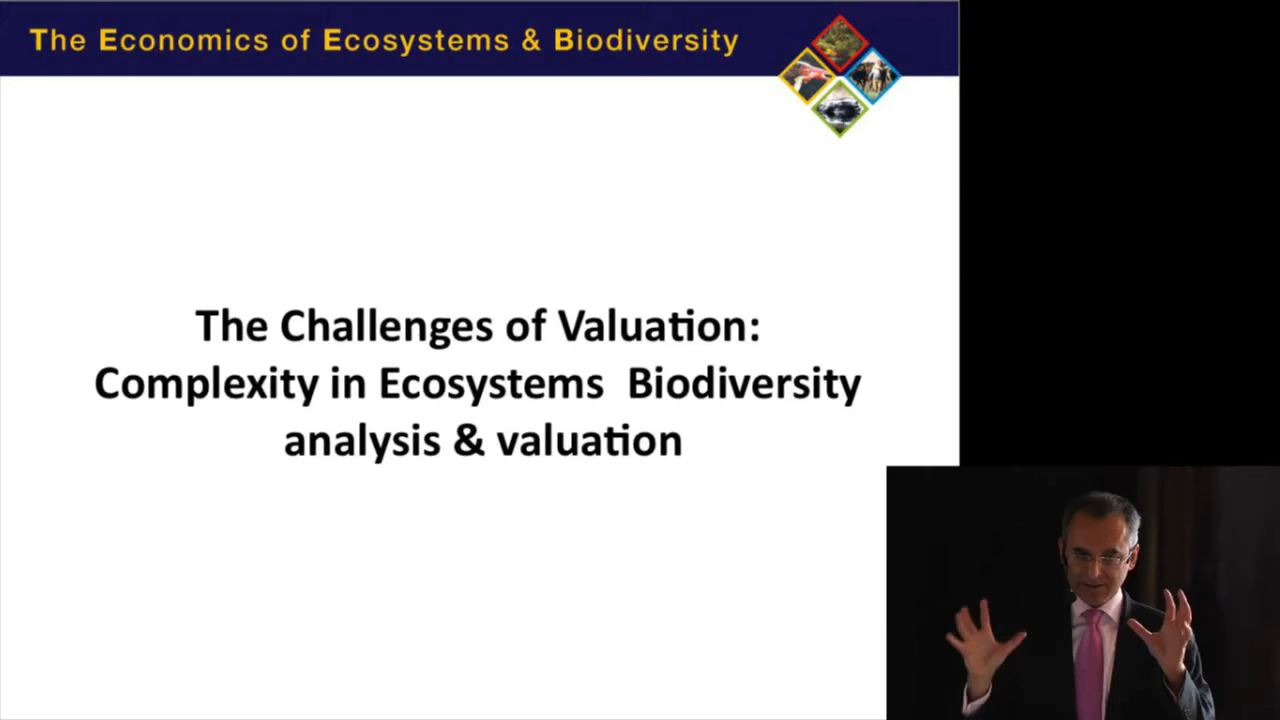 The Economics of Ecosystems & Biodiversity
The Challenges of Valuation:
Complexity in Ecosystems  Biodiversity
analysis & valuation